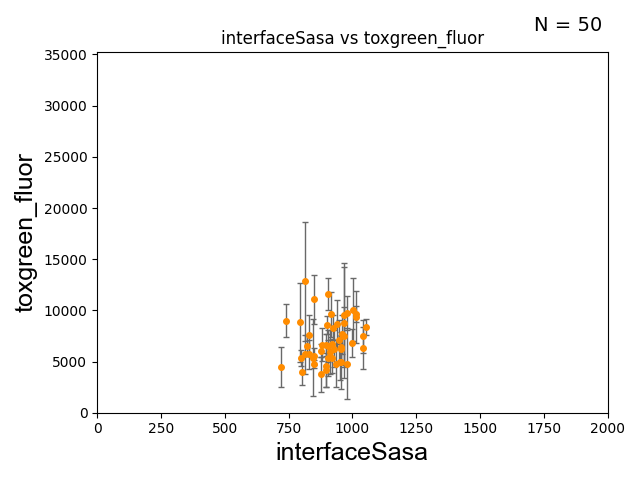 N = 50
interfaceSasa vs toxgreen_fluor
35000
30000
25000
20000
15000
10000
5000
0
toxgreen_fluor
0 250 500 750 1000 1250 1500 1750 2000
interfaceSasa